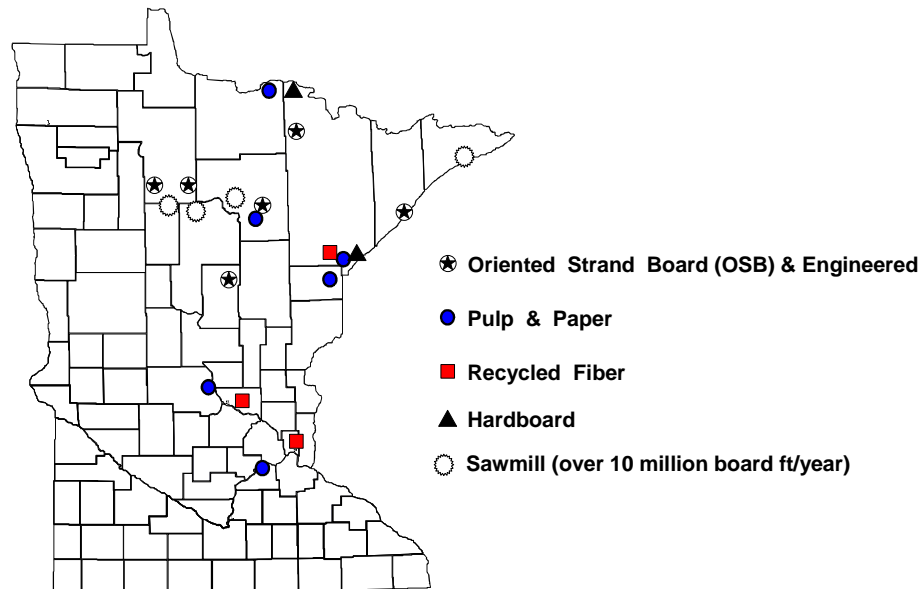 Oriented Strand Board (OSB) & Engineered
Pulp & Paper
Recycled Fiber
Hardboard
Sawmill (over 10 million board ft/year)